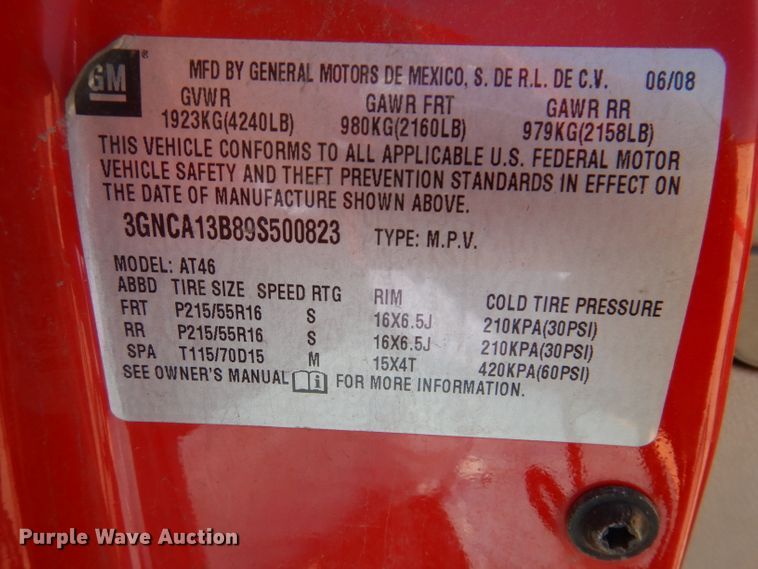 GM ®
MFD BY GENERAL MOTORS DE MEXICO, S. DE R.L. DE C.V. 06/08
GVWR GAWR FRT GAWR RR
1923KG(4240LB) 980KG(2160LB) 979KG(2158LB)
THIS VEHICLE CONFORMS TO ALL APPLICABLE U.S. FEDERAL MOTOR
VEHICLE SAFETY AND THEFT PREVENTION STANDARDS IN EFFECT ON
THE DATE OF MANUFACTURE SHOWN ABOVE.
3GNCA13B89S500823 TYPE: M.P.V.
MODEL: AT46
ABBD TIRE SIZE SPEED RTG RIM COLD TIRE PRESSURE
FRT P215/55R16 S 16X6.5J 210KPA(30PSI)
RR P215/55R16 S 16X6.5J 210KPA(30PSI)
SPA T115/70D15 M 15X4T 420KPA(60PSI)
SEE OWNER'S MANUAL FOR MORE INFORMATION.
Purple Wave Auction